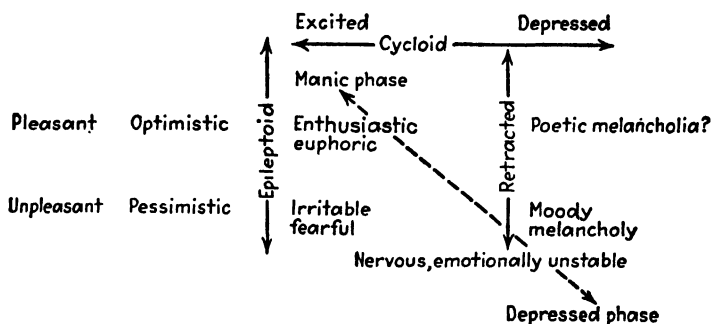 Excited Depressed
Cycloid
Manic phase
Epileptoid
Retracted
Pleasant Optimistic Enthusiastic Poetic melancholia?
euphoric
Unpleasant Pessimistic Irritable Moody
fearful melancholy
Nervous, emotionally unstable
Depressed phase